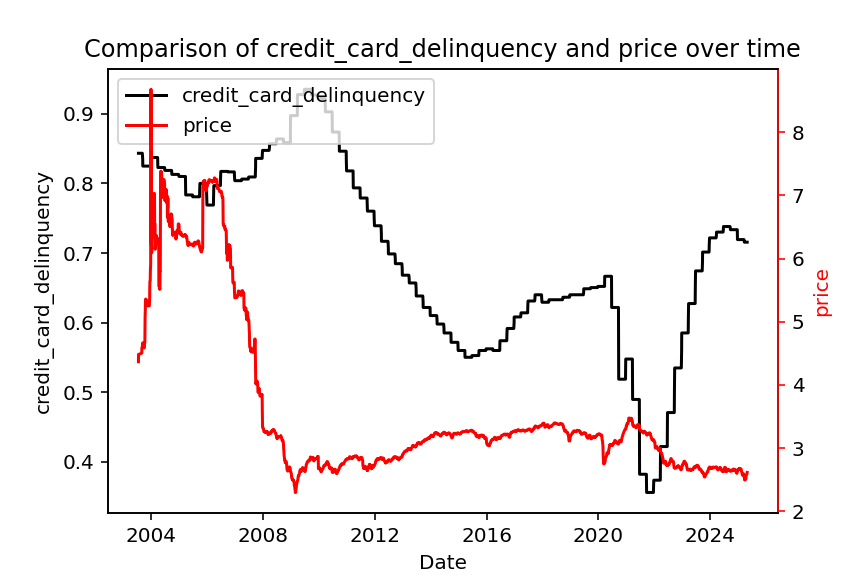 Comparison of credit_card_delinquency and price over time
credit_card_delinquency
price
0.9
0.8
0.7
0.6
0.5
0.4
credit_card_delinquency
8
7
6
5
4
3
2
price
2004 2008 2012 2016 2020 2024
Date